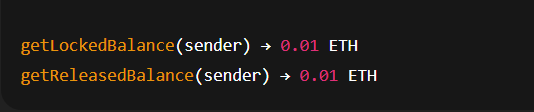 getLockedBalance(sender) → 0.01 ETH
getReleasedBalance(sender) → 0.01 ETH